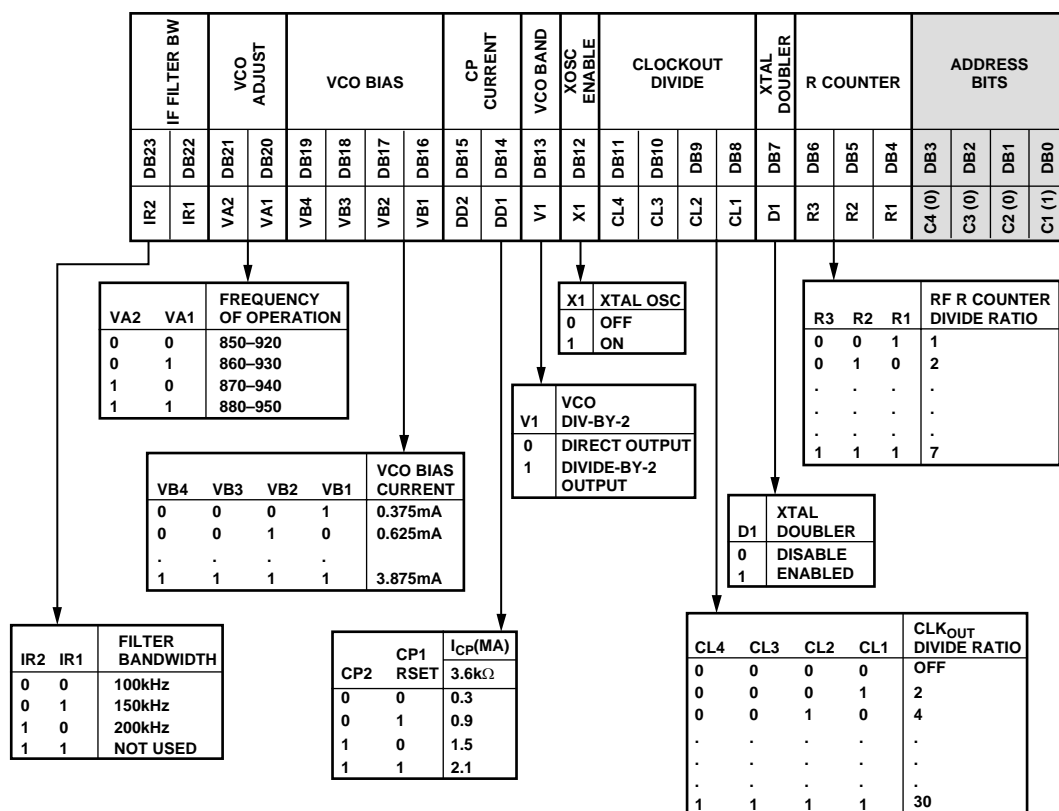 IF FILTER BW
VCO ADJUST
VCO BIAS
CP CURRENT
VCO BAND
XOSC ENABLE
CLOCKOUT DIVIDE
XTAL DOUBLER
R COUNTER
ADDRESS BITS
DB23 DB22 DB21 DB20 DB19 DB18 DB17 DB16 DB15 DB14 DB13 DB12 DB11 DB10 DB9 DB8 DB7 DB6 DB5 DB4 DB3 DB2 DB1 DB0
IR2 IR1 VA2 VA1 VB4 VB3 VB2 VB1 DD2 DD1 V1 X1 CL4 CL3 CL2 CL1 D1 R3 R2 R1 C4 (0) C3 (0) C2 (0) C1 (1)
VA2 VA1 FREQUENCY OF OPERATION
0 0 850–920
0 1 860–930
1 0 870–940
1 1 880–950
X1 XTAL OSC
0 OFF
1 ON
R3 R2 R1 RF R COUNTER DIVIDE RATIO
0 0 1 1
0 1 0 2
. . . .
. . . .
. . . .
1 1 1 7
V1 VCO DIV-BY-2
0 DIRECT OUTPUT
1 DIVIDE-BY-2 OUTPUT
VB4 VB3 VB2 VB1 VCO BIAS CURRENT
0 0 0 1 0.375mA
0 0 1 0 0.625mA
. . . .
1 1 1 1 3.875mA
D1 XTAL DOUBLER
0 DISABLE
1 ENABLED
IR2 IR1 FILTER BANDWIDTH
0 0 100kHz
0 1 150kHz
1 0 200kHz
1 1 NOT USED
CP2 CP1 RSET ICP(MA) 3.6kΩ
0 0 0.3
0 1 0.9
1 0 1.5
1 1 2.1
CL4 CL3 CL2 CL1 CLKOUT DIVIDE RATIO
0 0 0 0 OFF
0 0 0 1 2
0 0 1 0 4
. . . . .
. . . . .
. . . . .
1 1 1 1 30